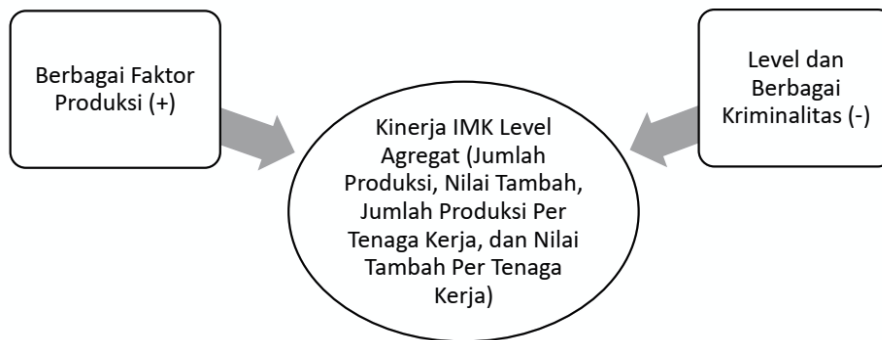 Berbagai Faktor
Produksi (+)
Kinerja IMK Level
Agregat (Jumlah
Produksi, Nilai Tambah,
Jumlah Produksi Per
Tenaga Kerja, dan Nilai
Tambah Per Tenaga
Kerja)
Level dan
Berbagai
Kriminalitas (-)